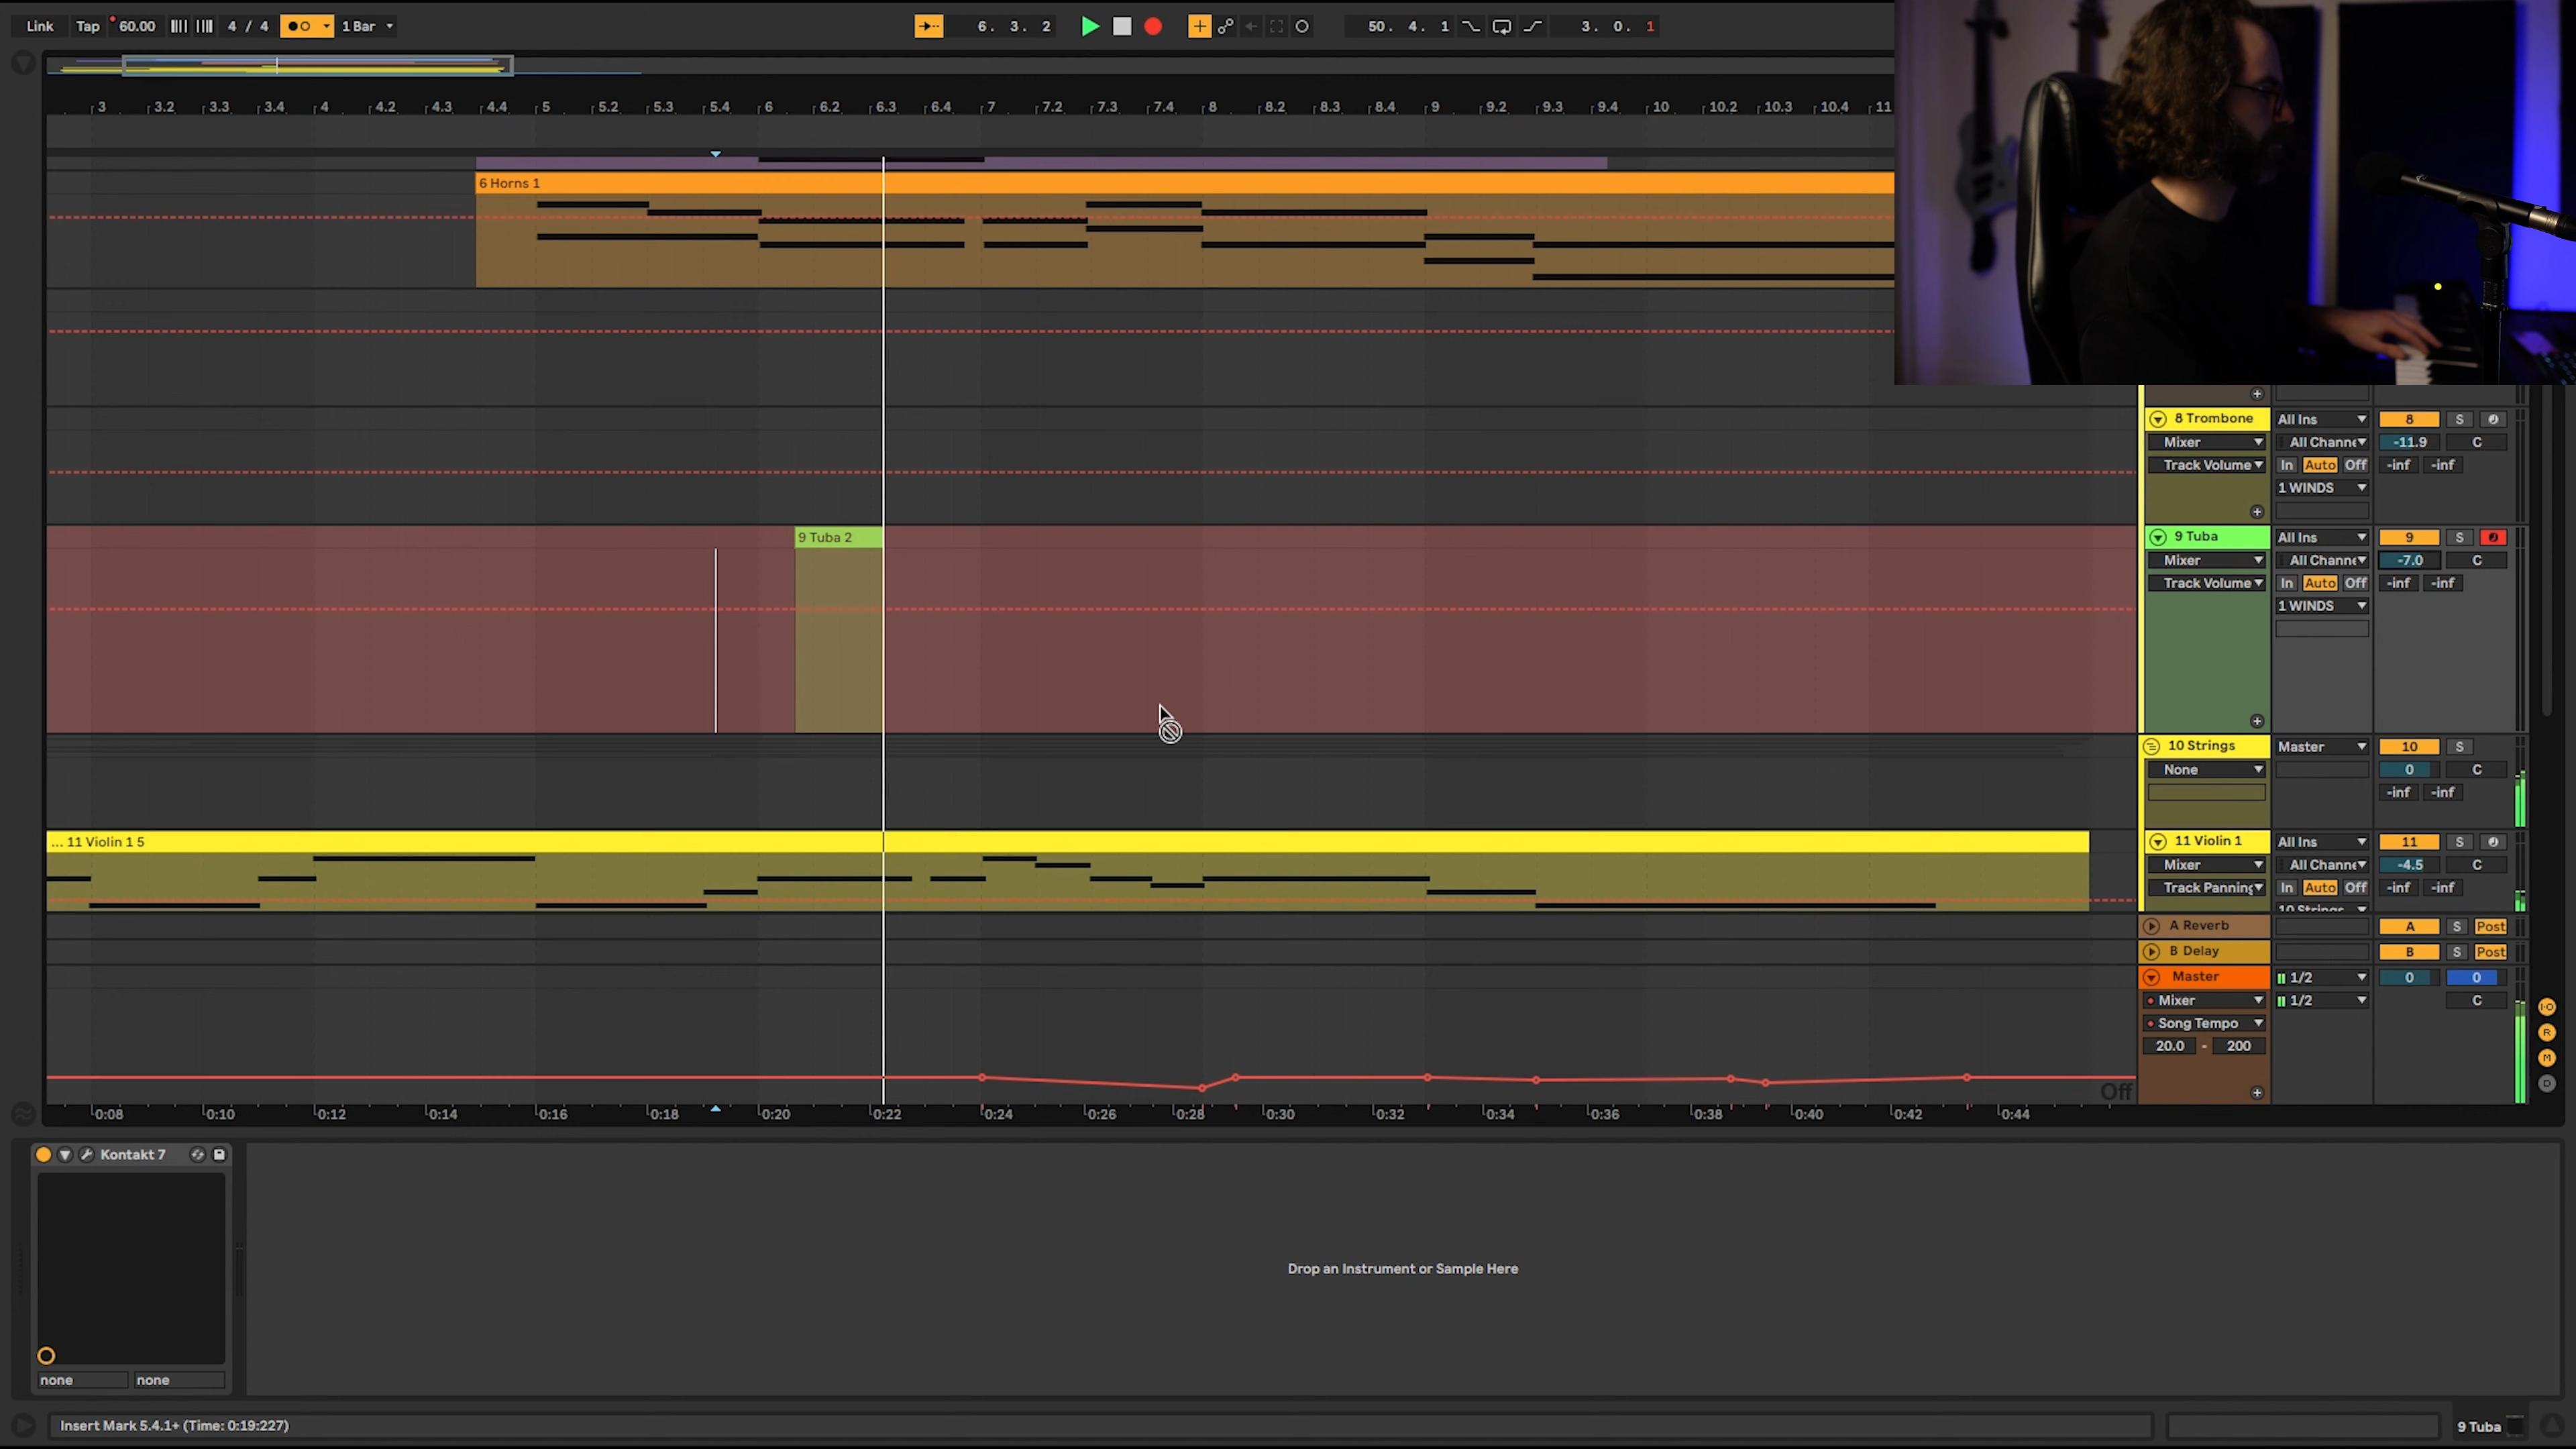 Link Tap 60.00 4 / 4 1 Bar 6. 3. 2 50. 4. 1 3. 0. 1
3 3.2 3.3 3.4 4 4.2 4.3 4.4 5 5.2 5.3 5.4 6 6.2 6.3 6.4 7 7.2 7.3 7.4 8 8.2 8.3 8.4 9 9.2 9.3 9.4 10 10.2 10.3 10.4 11
6 Horns 1
8 Trombone All Ins 8 S
Mixer All Channe -11.9 C
Track Volume In Auto Off -inf -inf
1 WINDS
9 Tuba 2
9 Tuba All Ins 9 S
Mixer All Channe -7.0 C
Track Volume In Auto Off -inf -inf
1 WINDS
10 Strings Master 10 S
None 0 C
-inf -inf
... 11 Violin 1 5
11 Violin 1 All Ins 11 S
Mixer All Channe -4.5 C
Track Panning In Auto Off -inf -inf
10 Strings
A Reverb A S Post
B Delay B S Post
Master 1/2 0 0
Mixer 1/2 C
Song Tempo
20.0 - 200
Off
I·O
R
M
D
0:08 0:10 0:12 0:14 0:16 0:18 0:20 0:22 0:24 0:26 0:28 0:30 0:32 0:34 0:36 0:38 0:40 0:42 0:44
Kontakt 7
Drop an Instrument or Sample Here
none none
Insert Mark 5.4.1+ (Time: 0:19:227)
9 Tuba